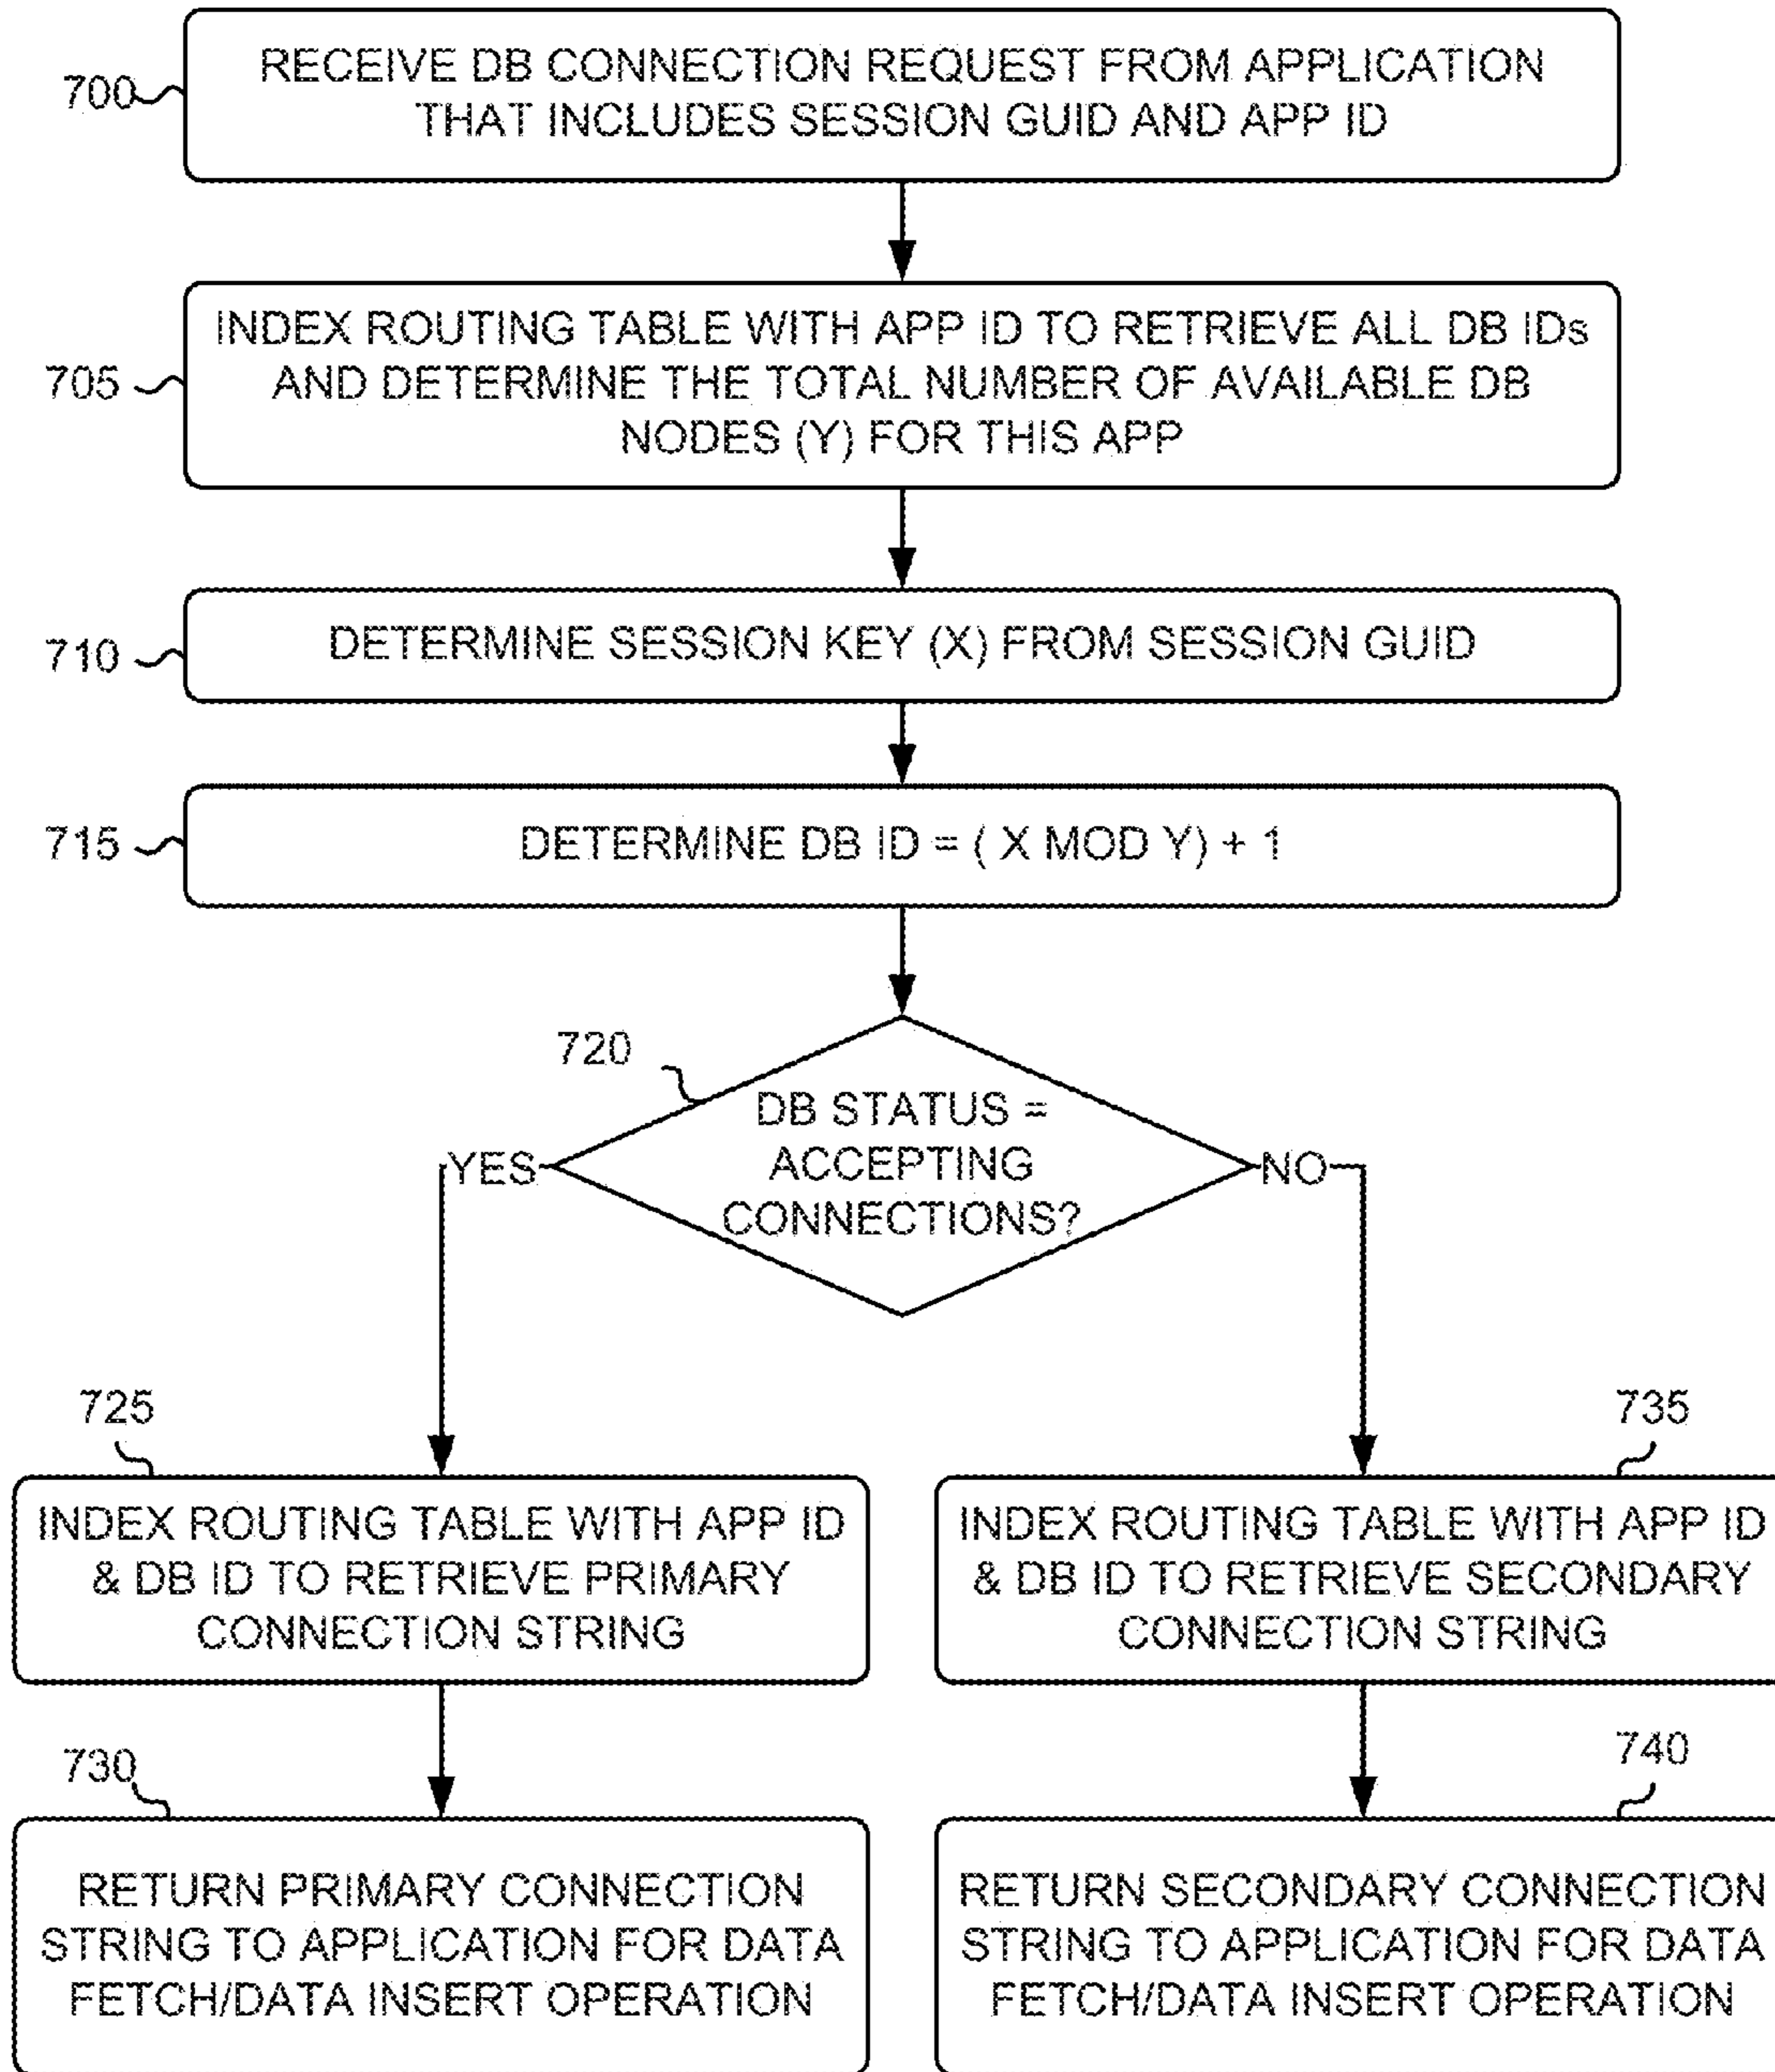 700
RECEIVE DB CONNECTION REQUEST FROM APPLICATION
THAT INCLUDES SESSION GUID AND APP ID
705
INDEX ROUTING TABLE WITH APP ID TO RETRIEVE ALL DB IDs
AND DETERMINE THE TOTAL NUMBER OF AVAILABLE DB
NODES (Y) FOR THIS APP
710
DETERMINE SESSION KEY (X) FROM SESSION GUID
715
DETERMINE DB ID = ( X MOD Y) + 1
720
DB STATUS =
ACCEPTING
CONNECTIONS?
YES
NO
725
INDEX ROUTING TABLE WITH APP ID
& DB ID TO RETRIEVE PRIMARY
CONNECTION STRING
735
INDEX ROUTING TABLE WITH APP ID
& DB ID TO RETRIEVE SECONDARY
CONNECTION STRING
730
RETURN PRIMARY CONNECTION
STRING TO APPLICATION FOR DATA
FETCH/DATA INSERT OPERATION
740
RETURN SECONDARY CONNECTION
STRING TO APPLICATION FOR DATA
FETCH/DATA INSERT OPERATION